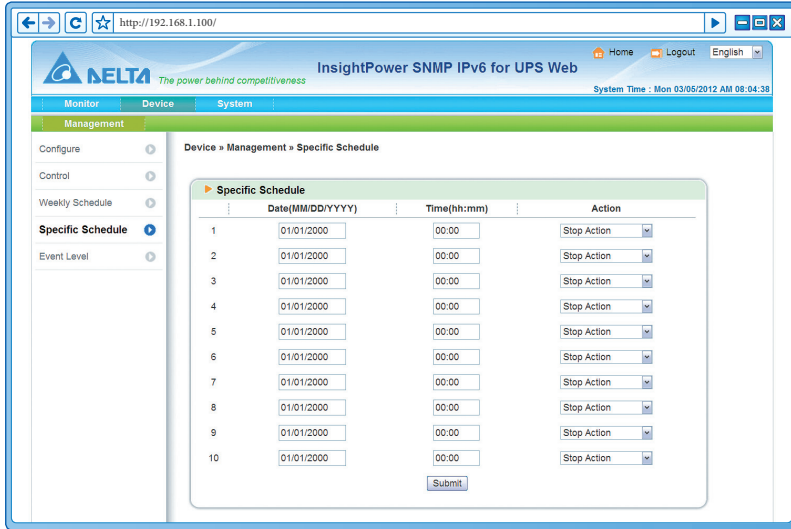 http://192.168.1.100/
Home Logout English
DELTA The power behind competitiveness
InsightPower SNMP IPv6 for UPS Web
System Time : Mon 03/05/2012 AM 08:04:38
Monitor Device System
Management
Configure
Control
Weekly Schedule
Specific Schedule
Event Level
Device » Management » Specific Schedule
Specific Schedule
Date(MM/DD/YYYY) Time(hh:mm) Action
1 01/01/2000 00:00 Stop Action
2 01/01/2000 00:00 Stop Action
3 01/01/2000 00:00 Stop Action
4 01/01/2000 00:00 Stop Action
5 01/01/2000 00:00 Stop Action
6 01/01/2000 00:00 Stop Action
7 01/01/2000 00:00 Stop Action
8 01/01/2000 00:00 Stop Action
9 01/01/2000 00:00 Stop Action
10 01/01/2000 00:00 Stop Action
Submit